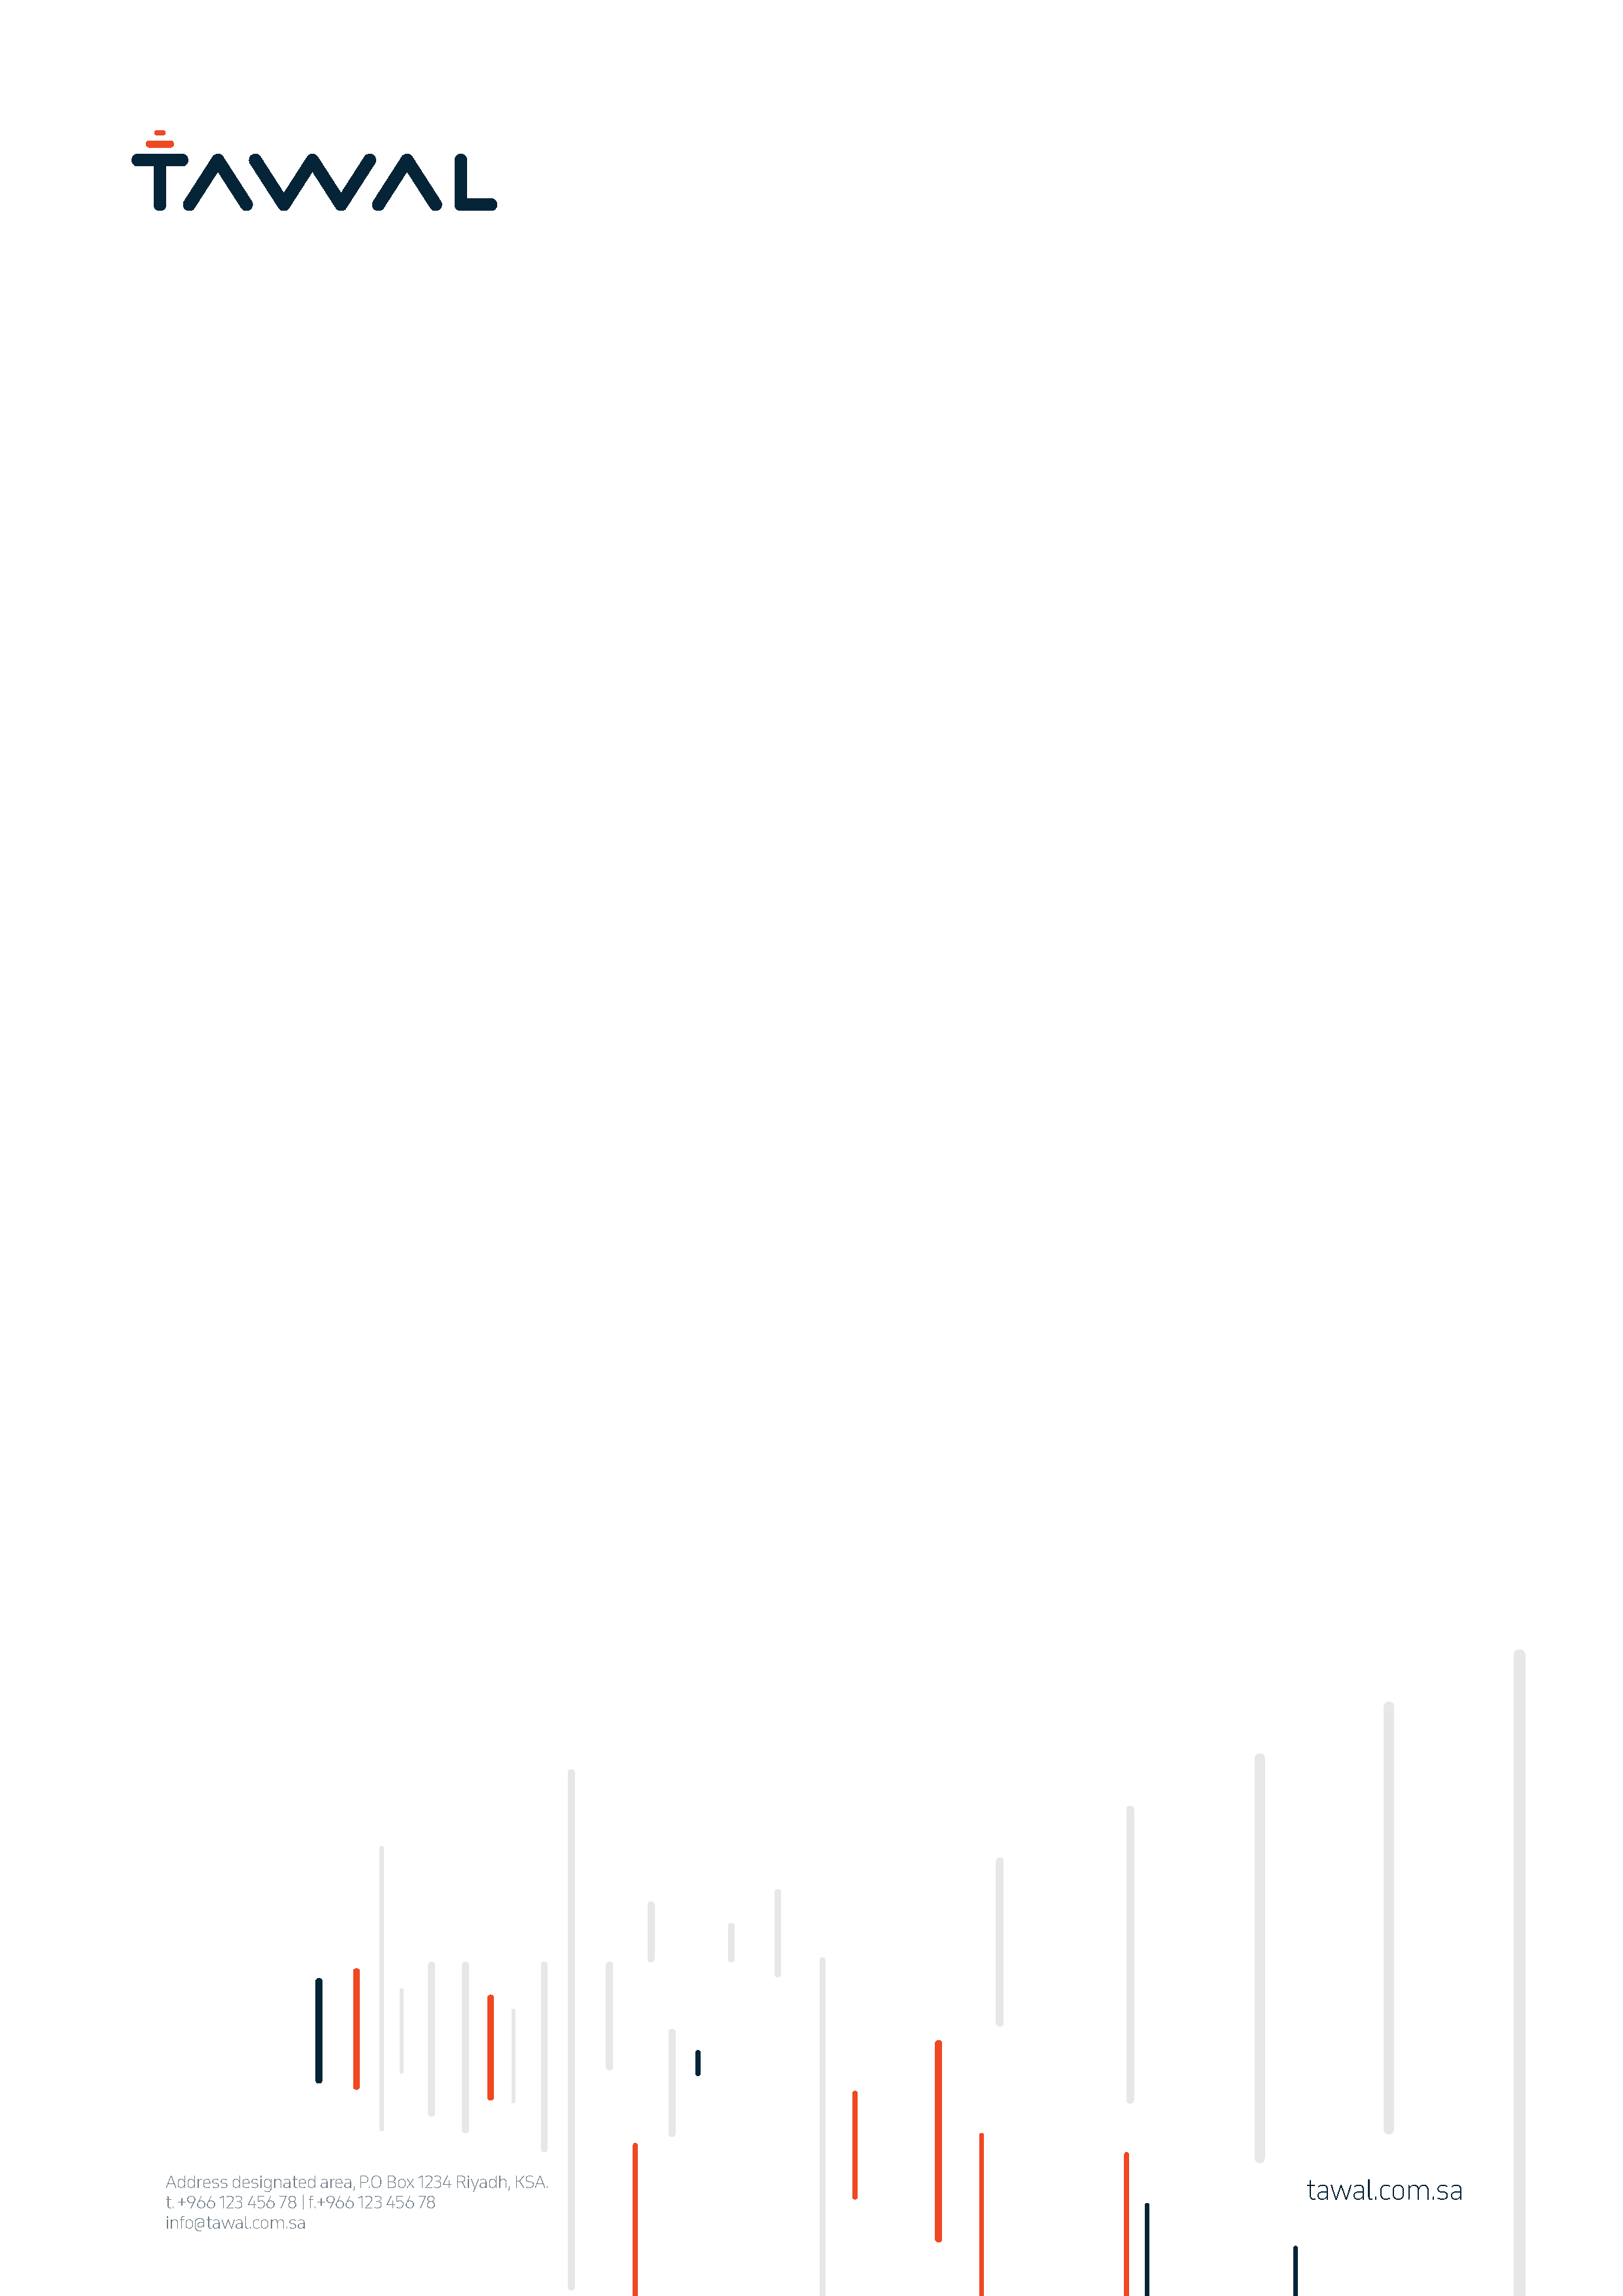 TAWAL
Address designated area, P.O Box 1234 Riyadh, KSA.
t. +966 123 456 78 | f.+966 123 456 78
info@tawal.com.sa
tawal.com.sa